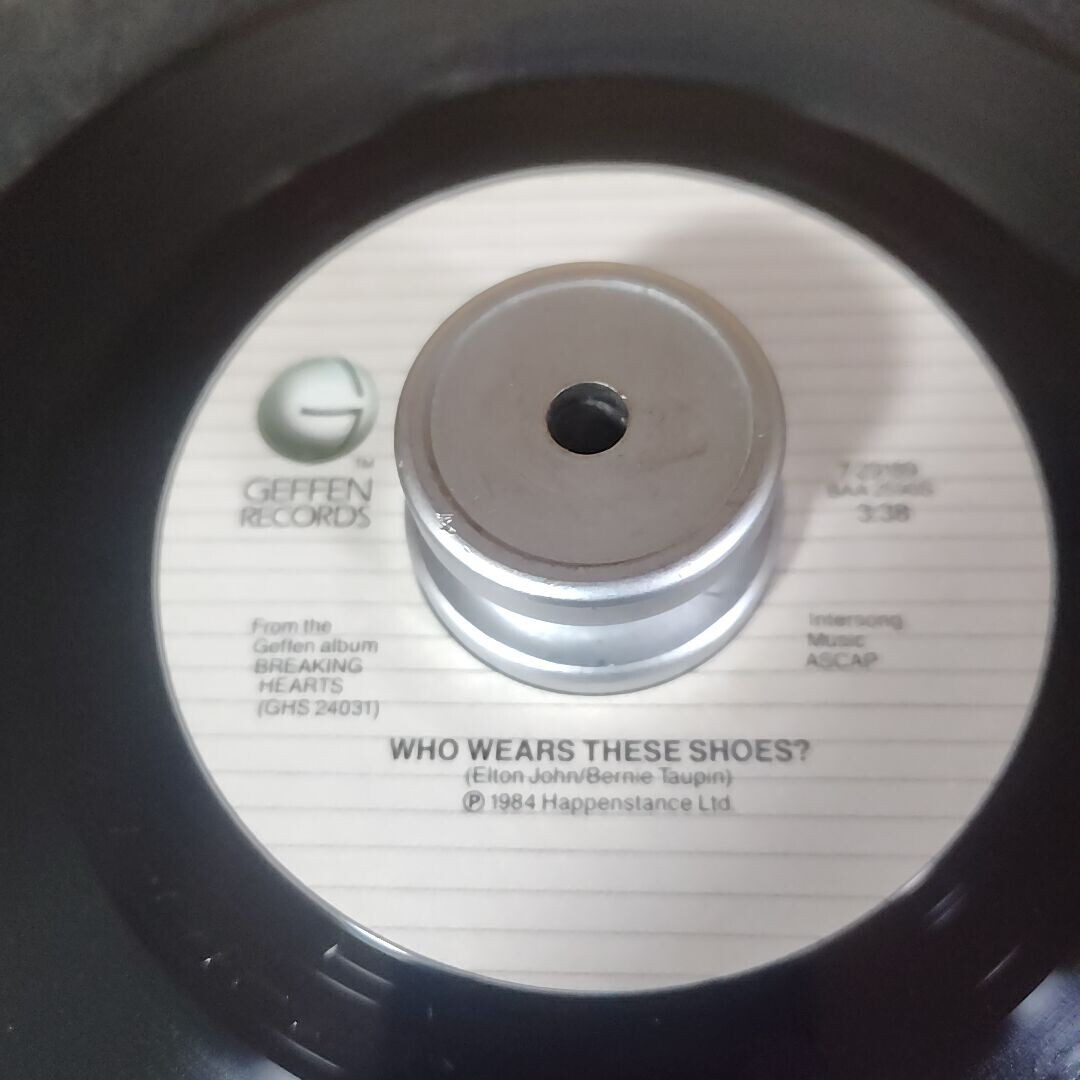 G
TM
GEFFEN
RECORDS
7-29189
3:38
From the
Geffen album
BREAKING
HEARTS
(GHS 24031)
Intersong
Music
ASCAP
WHO WEARS THESE SHOES?
(Elton John/Bernie Taupin)
Ⓟ 1984 Happenstance Ltd.